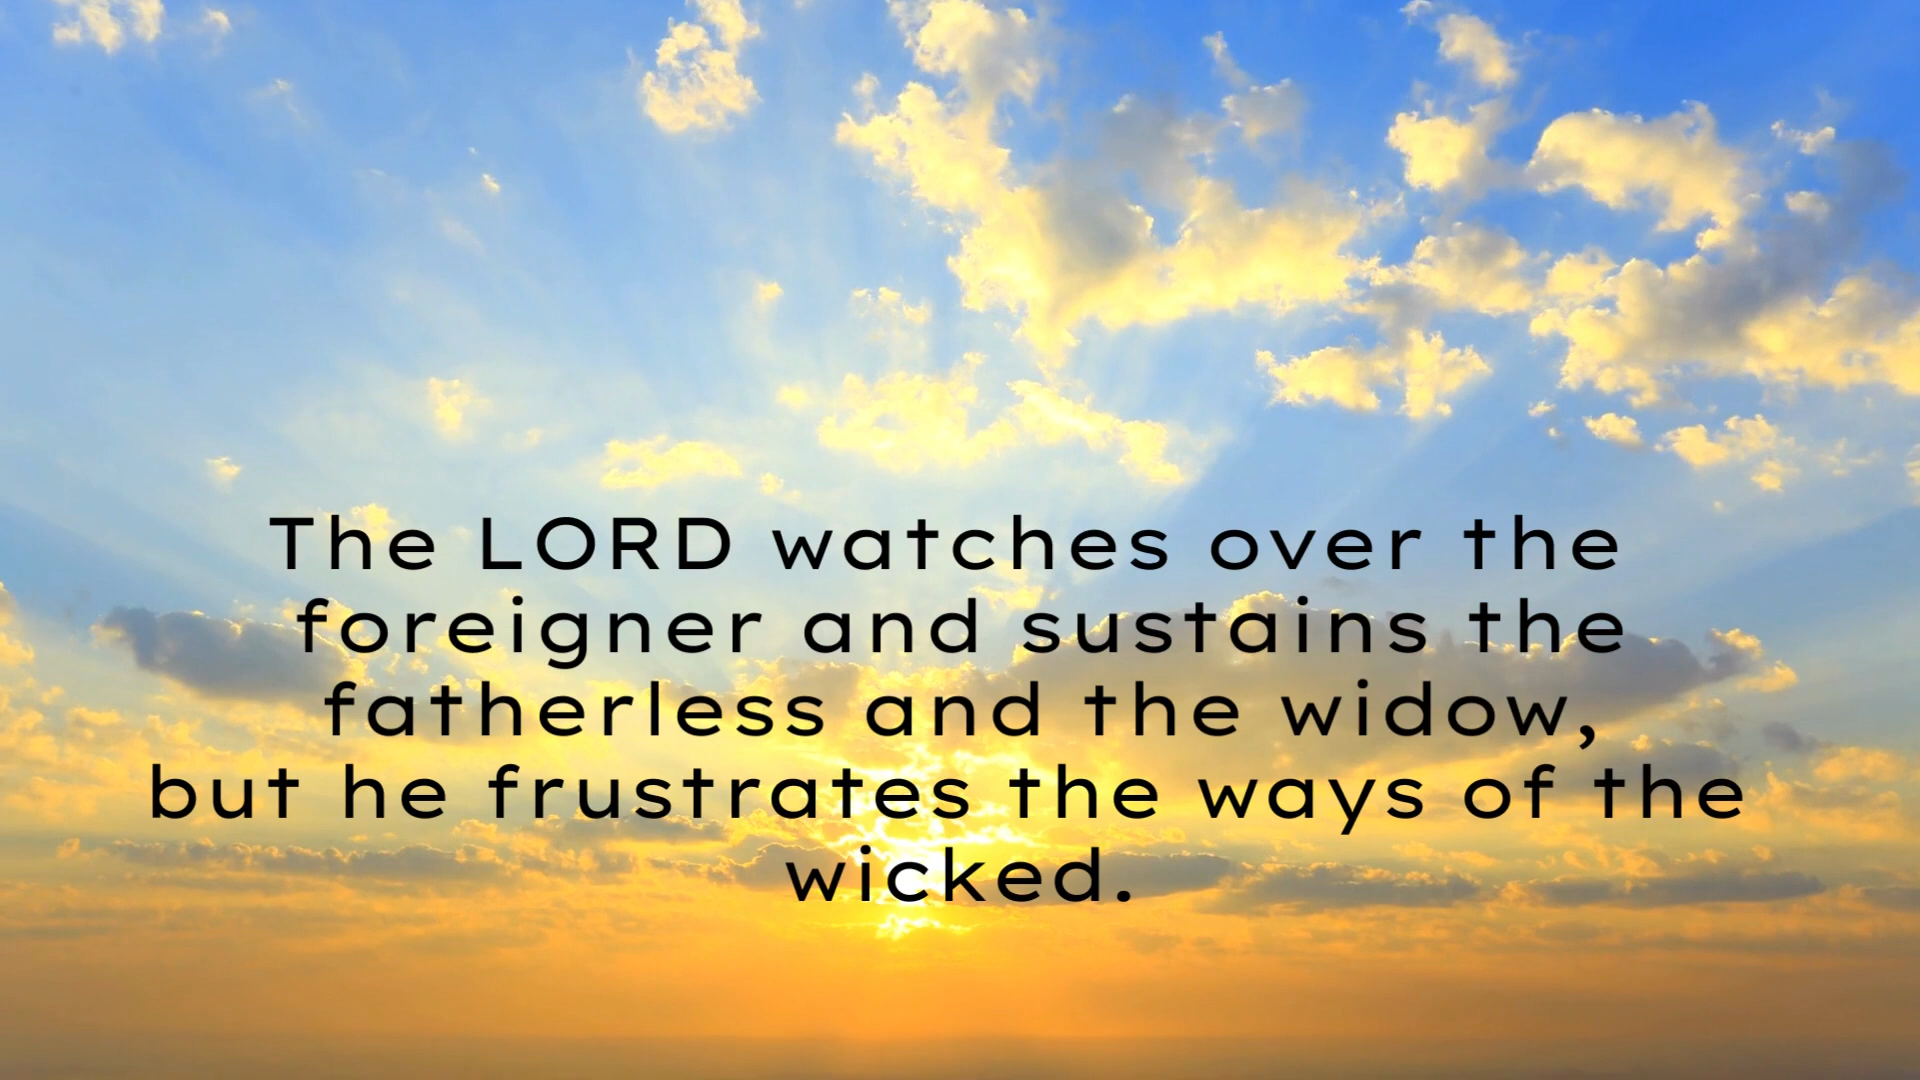 The LORD watches over the
foreigner and sustains the
fatherless and the widow,
but he frustrates the ways of the
wicked.